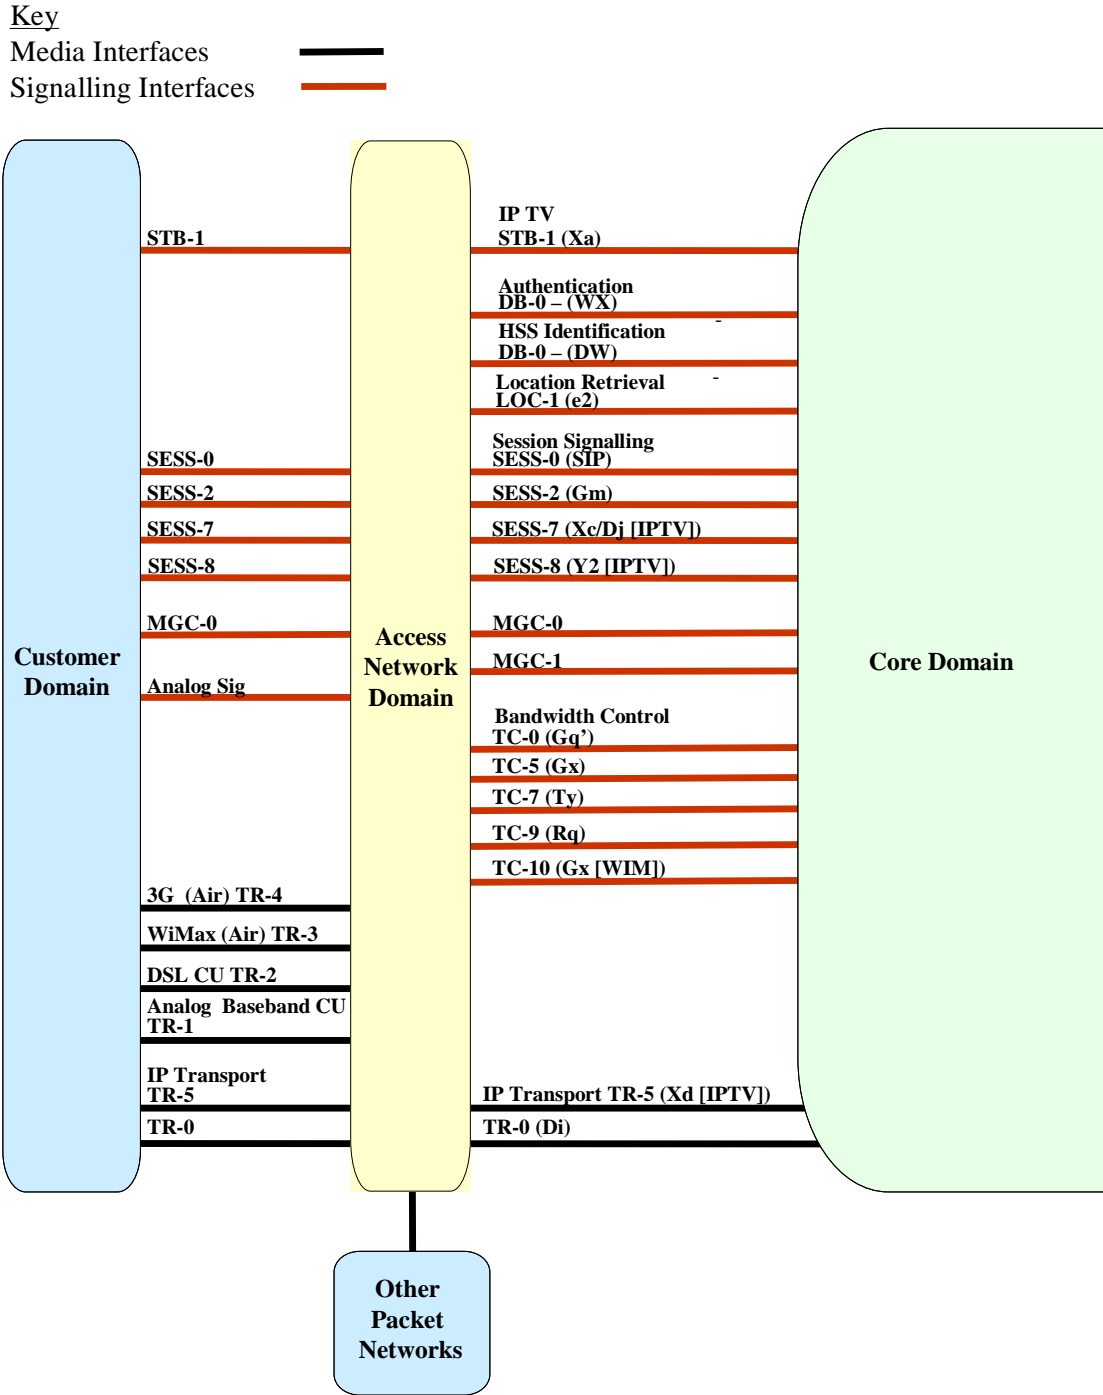 Key
Media Interfaces
Signalling Interfaces
IP TV
STB-1
STB-1 (Xa)
Authentication
DB-0 – (WX)
-
HSS Identification
DB-0 – (DW)
-
Location Retrieval
LOC-1 (e2)
Session Signalling
SESS-0
SESS-0 (SIP)
SESS-2
SESS-2 (Gm)
SESS-7
SESS-7 (Xc/Dj [IPTV])
SESS-8
SESS-8 (Y2 [IPTV])
MGC-0
MGC-0
MGC-1
Customer
Domain
Access
Network
Domain
Core Domain
Analog Sig
Bandwidth Control
TC-0 (Gq’)
TC-5 (Gx)
TC-7 (Ty)
TC-9 (Rq)
TC-10 (Gx [WIM])
3G (Air) TR-4
WiMax (Air) TR-3
DSL CU TR-2
Analog Baseband CU
TR-1
IP Transport
TR-5
IP Transport TR-5 (Xd [IPTV])
TR-0
TR-0 (Di)
Other
Packet
Networks